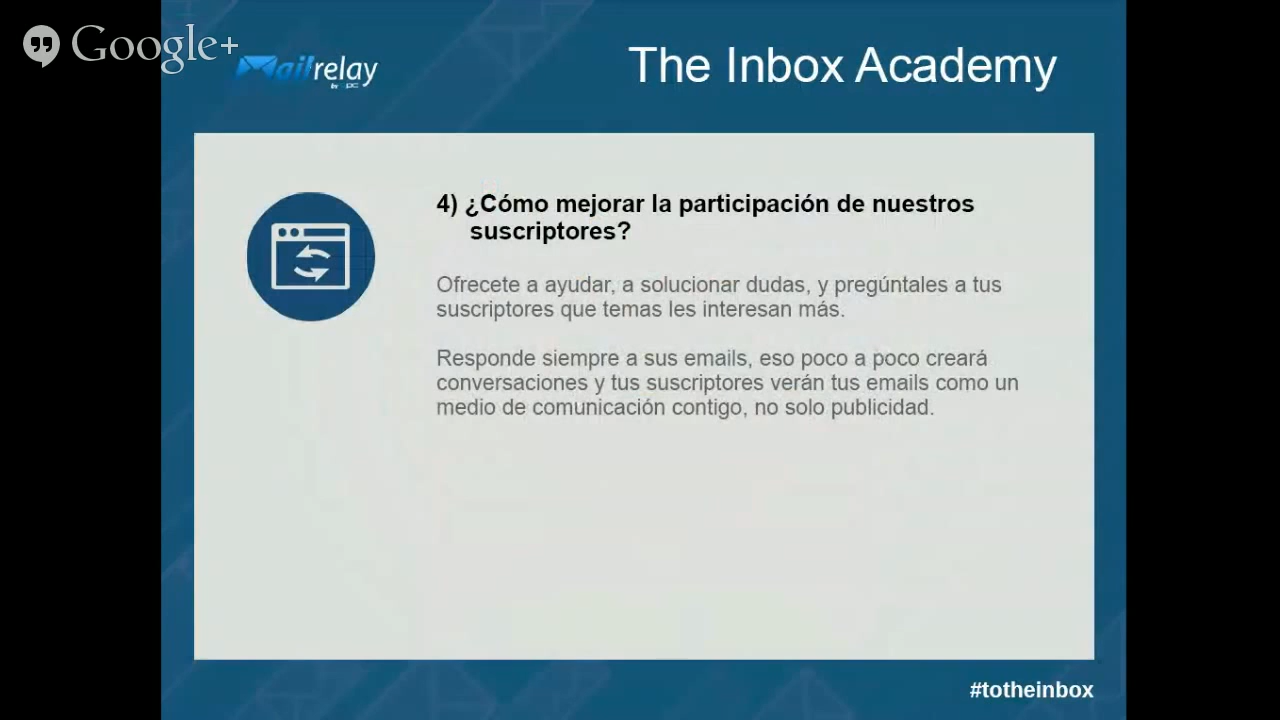 Google+
Mailrelay
The Inbox Academy
4) ¿Cómo mejorar la participación de nuestros
suscriptores?
Ofrecete a ayudar, a solucionar dudas, y pregúntales a tus
suscriptores que temas les interesan más.
Responde siempre a sus emails, eso poco a poco creará
conversaciones y tus suscriptores verán tus emails como un
medio de comunicación contigo, no solo publicidad.
#totheinbox